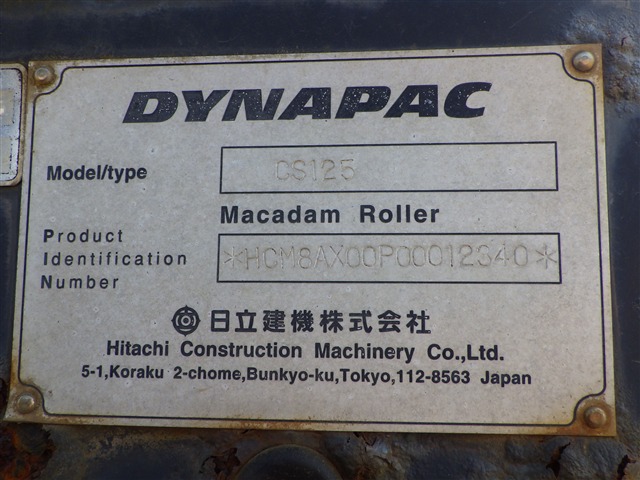 DYNAPAC
Model/type CS125
Macadam Roller
Product
Identification *HCM8AX00P00012340*
Number
日立建機株式会社
Hitachi Construction Machinery Co.,Ltd.
5-1,Koraku 2-chome,Bunkyo-ku,Tokyo,112-8563 Japan